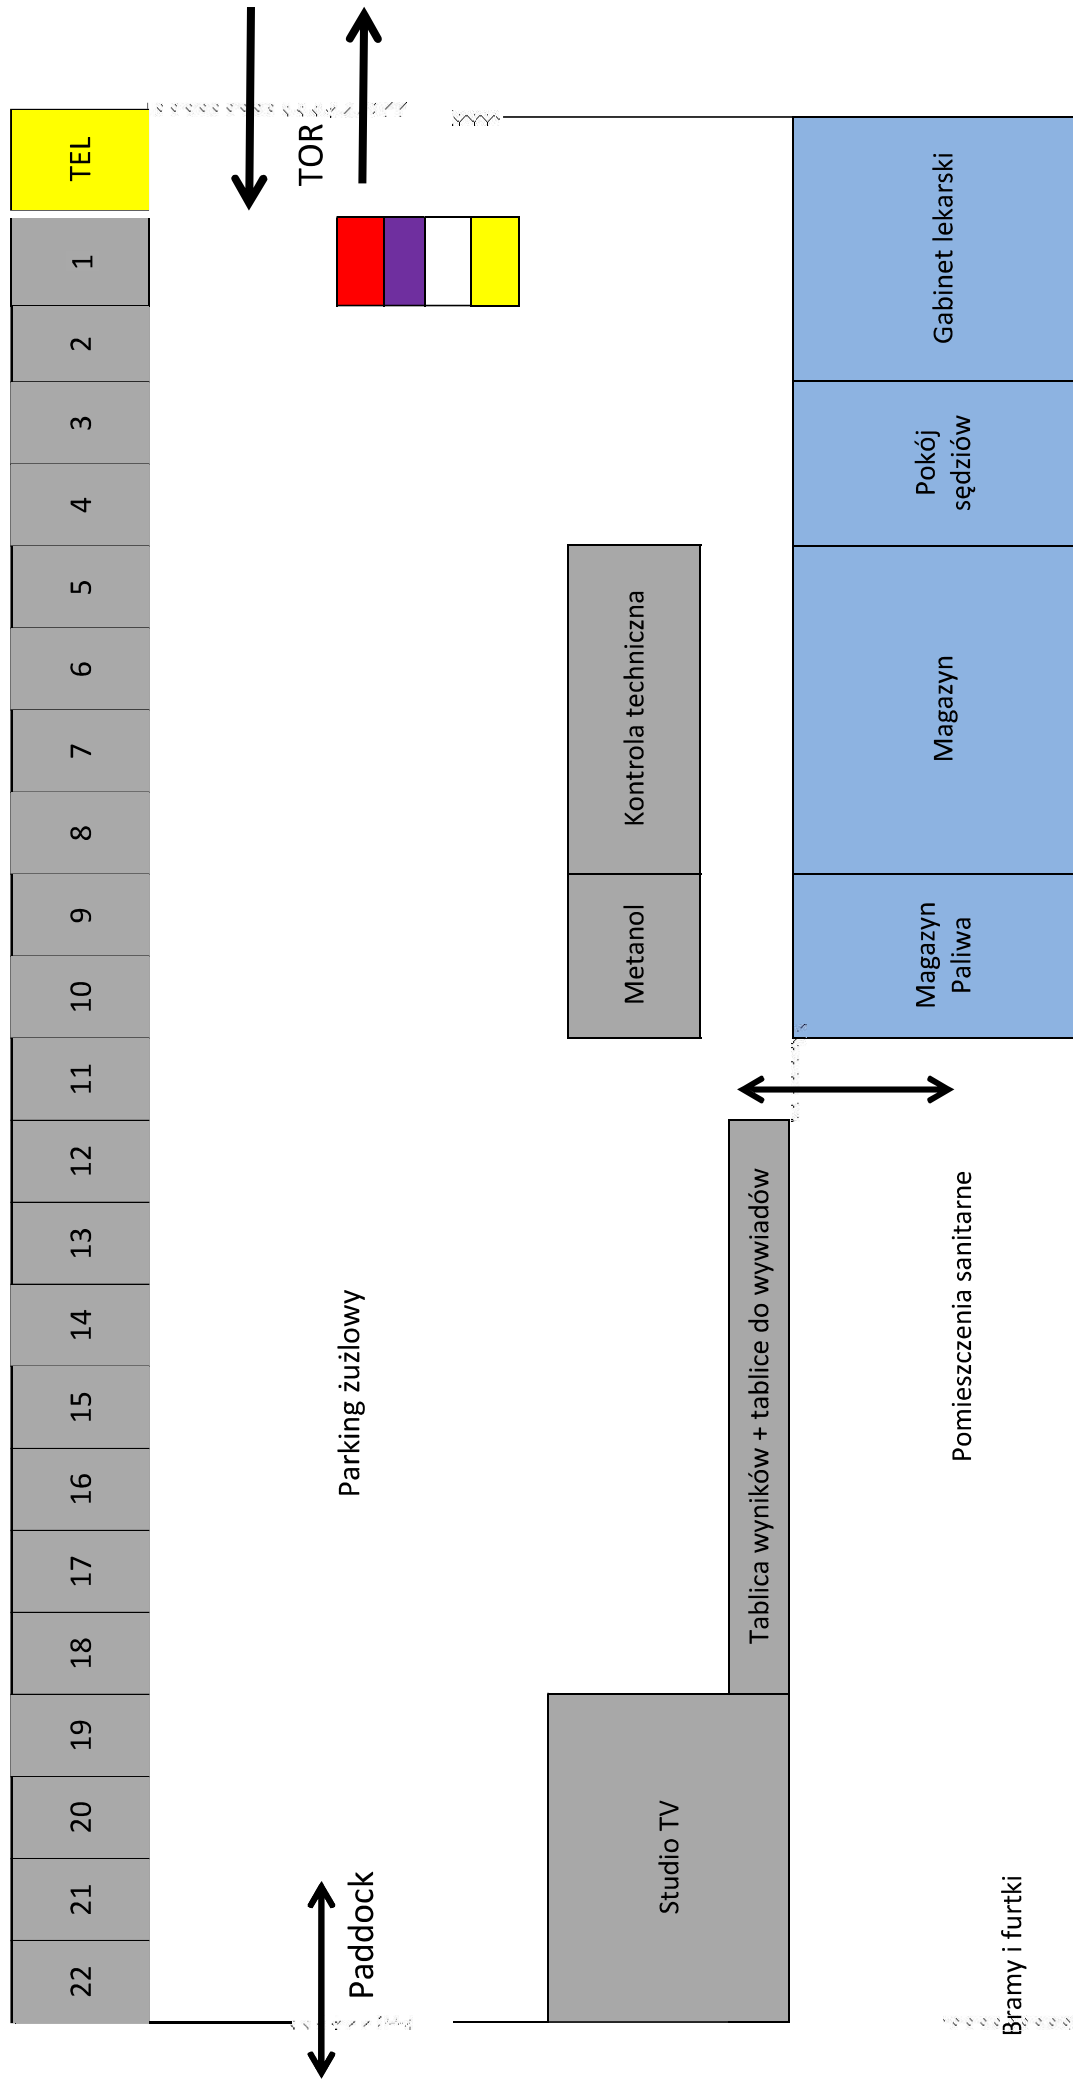 TEL
1
2
3
4
5
6
7
8
9
10
11
12
13
14
15
16
17
18
19
20
21
22
TOR
Parking żużlowy
Paddock
Kontrola techniczna
Metanol
Studio TV
Tablica wyników + tablice do wywiadów
Gabinet lekarski
Pokój
sędziów
Magazyn
Magazyn
Paliwa
Pomieszczenia sanitarne
Bramy i furtki